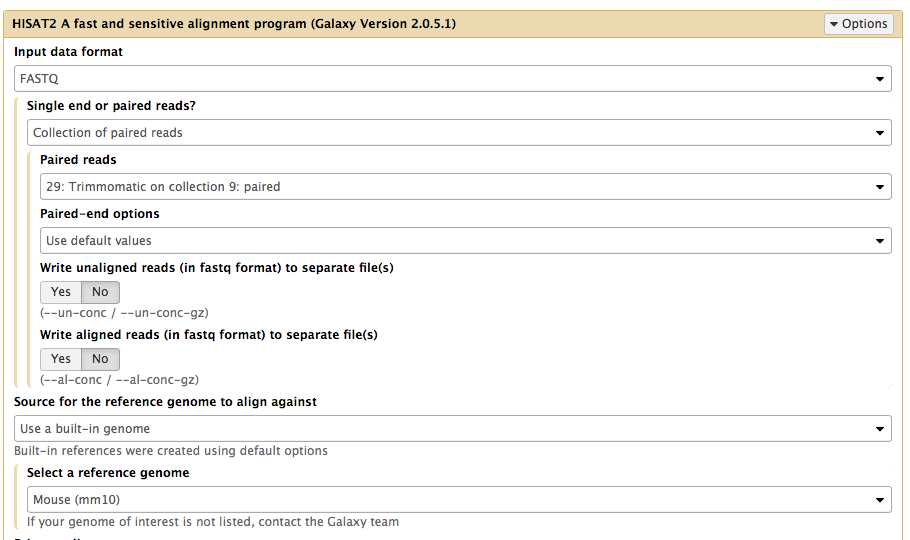 HISAT2 A fast and sensitive alignment program (Galaxy Version 2.0.5.1)
Options
Input data format
FASTQ
Single end or paired reads?
Collection of paired reads
Paired reads
29: Trimmomatic on collection 9: paired
Paired-end options
Use default values
Write unaligned reads (in fastq format) to separate file(s)
Yes No
(--un-conc / --un-conc-gz)
Write aligned reads (in fastq format) to separate file(s)
Yes No
(--al-conc / --al-conc-gz)
Source for the reference genome to align against
Use a built-in genome
Built-in references were created using default options
Select a reference genome
Mouse (mm10)
If your genome of interest is not listed, contact the Galaxy team